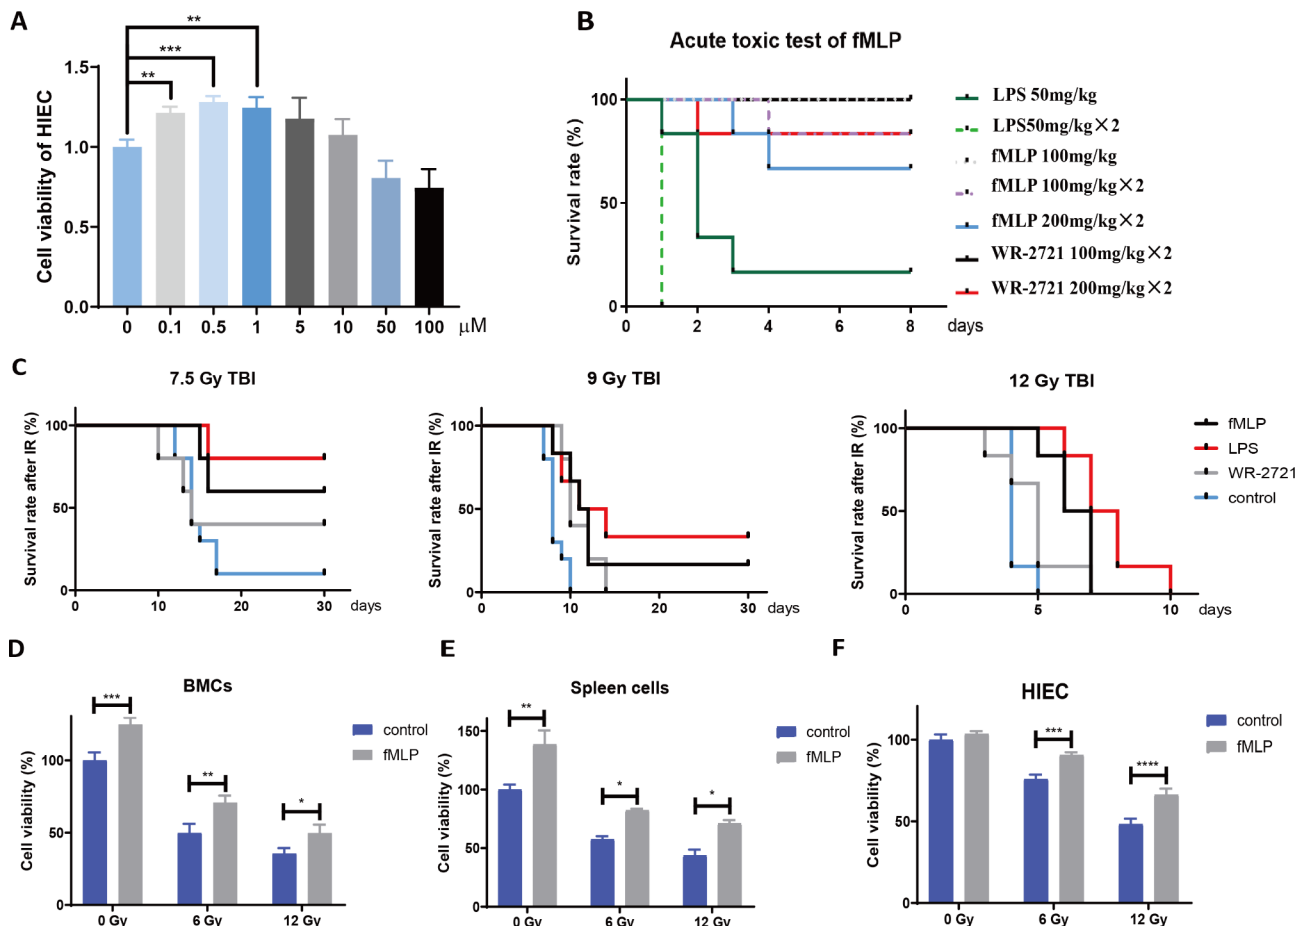 A
Cell viability of HIEC
1.5
1.0
0.5
0.0
**
***
**
0 0.1 0.5 1 5 10 50 100 μM
B
Acute toxic test of fMLP
Survival rate (%)
100
50
0
0 2 4 6 8 days
LPS 50mg/kg
LPS50mg/kg×2
fMLP 100mg/kg
fMLP 100mg/kg×2
fMLP 200mg/kg×2
WR-2721 100mg/kg×2
WR-2721 200mg/kg×2
C
7.5 Gy TBI
Survival rate after IR (%)
100
50
0
0 10 20 30 days
9 Gy TBI
Survival rate after IR (%)
100
50
0
0 10 20 30 days
12 Gy TBI
Survival rate after IR (%)
100
50
0
0 5 10 days
fMLP
LPS
WR-2721
control
D
BMCs
Cell viability (%)
100
50
0
***
**
*
0 Gy 6 Gy 12 Gy
control
fMLP
E
Spleen cells
Cell viability (%)
150
100
50
0
**
*
*
0 Gy 6 Gy 12 Gy
control
fMLP
F
HIEC
Cell viability (%)
100
50
0
***
****
0 Gy 6 Gy 12 Gy
control
fMLP